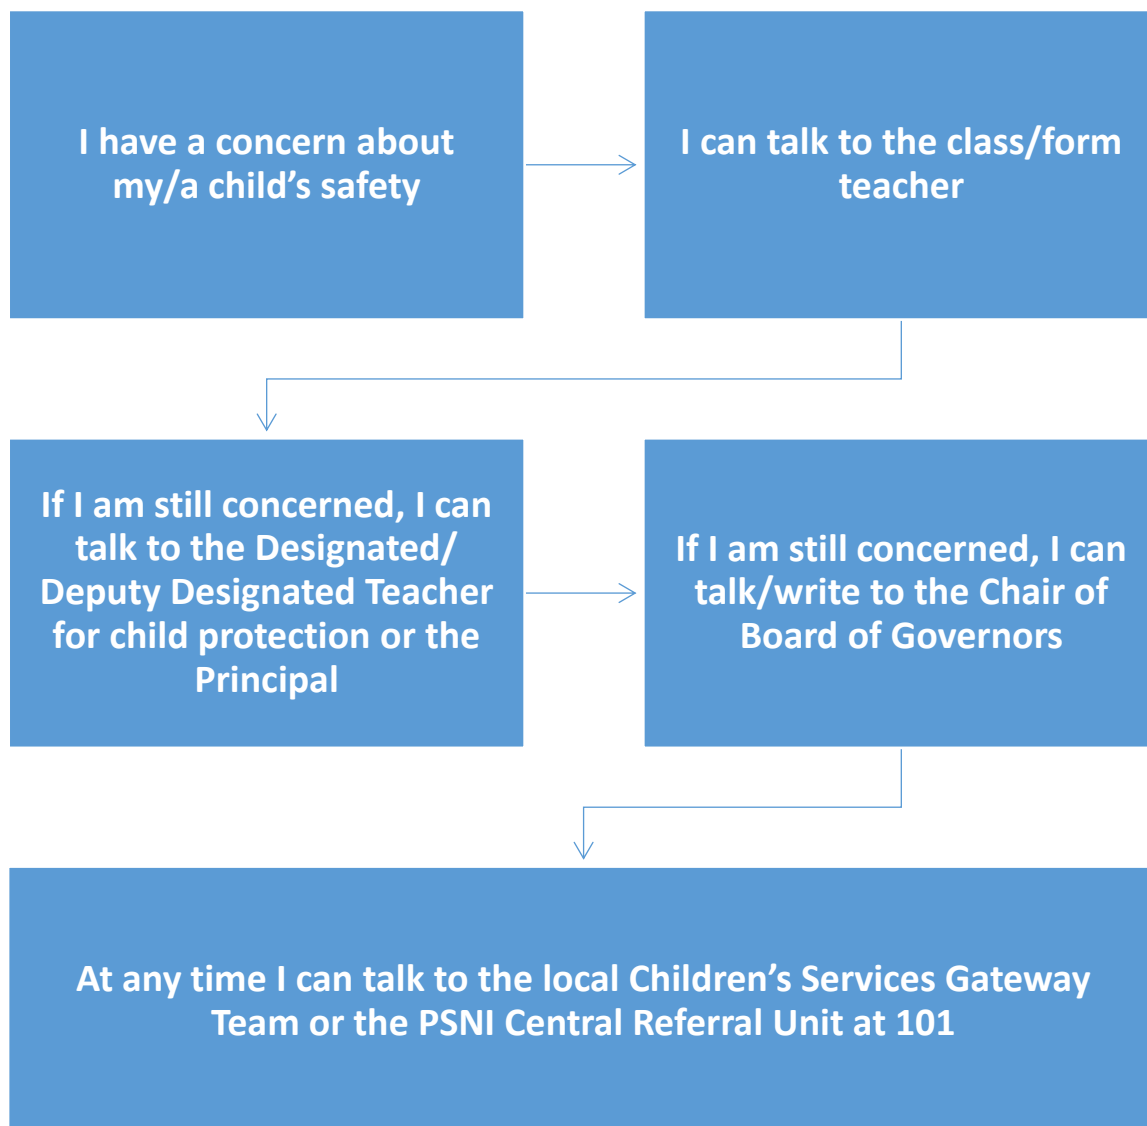 I have a concern about
my/a child’s safety
I can talk to the class/form
teacher
If I am still concerned, I can
talk to the Designated/
Deputy Designated Teacher
for child protection or the
Principal
If I am still concerned, I can
talk/write to the Chair of
Board of Governors
At any time I can talk to the local Children’s Services Gateway
Team or the PSNI Central Referral Unit at 101